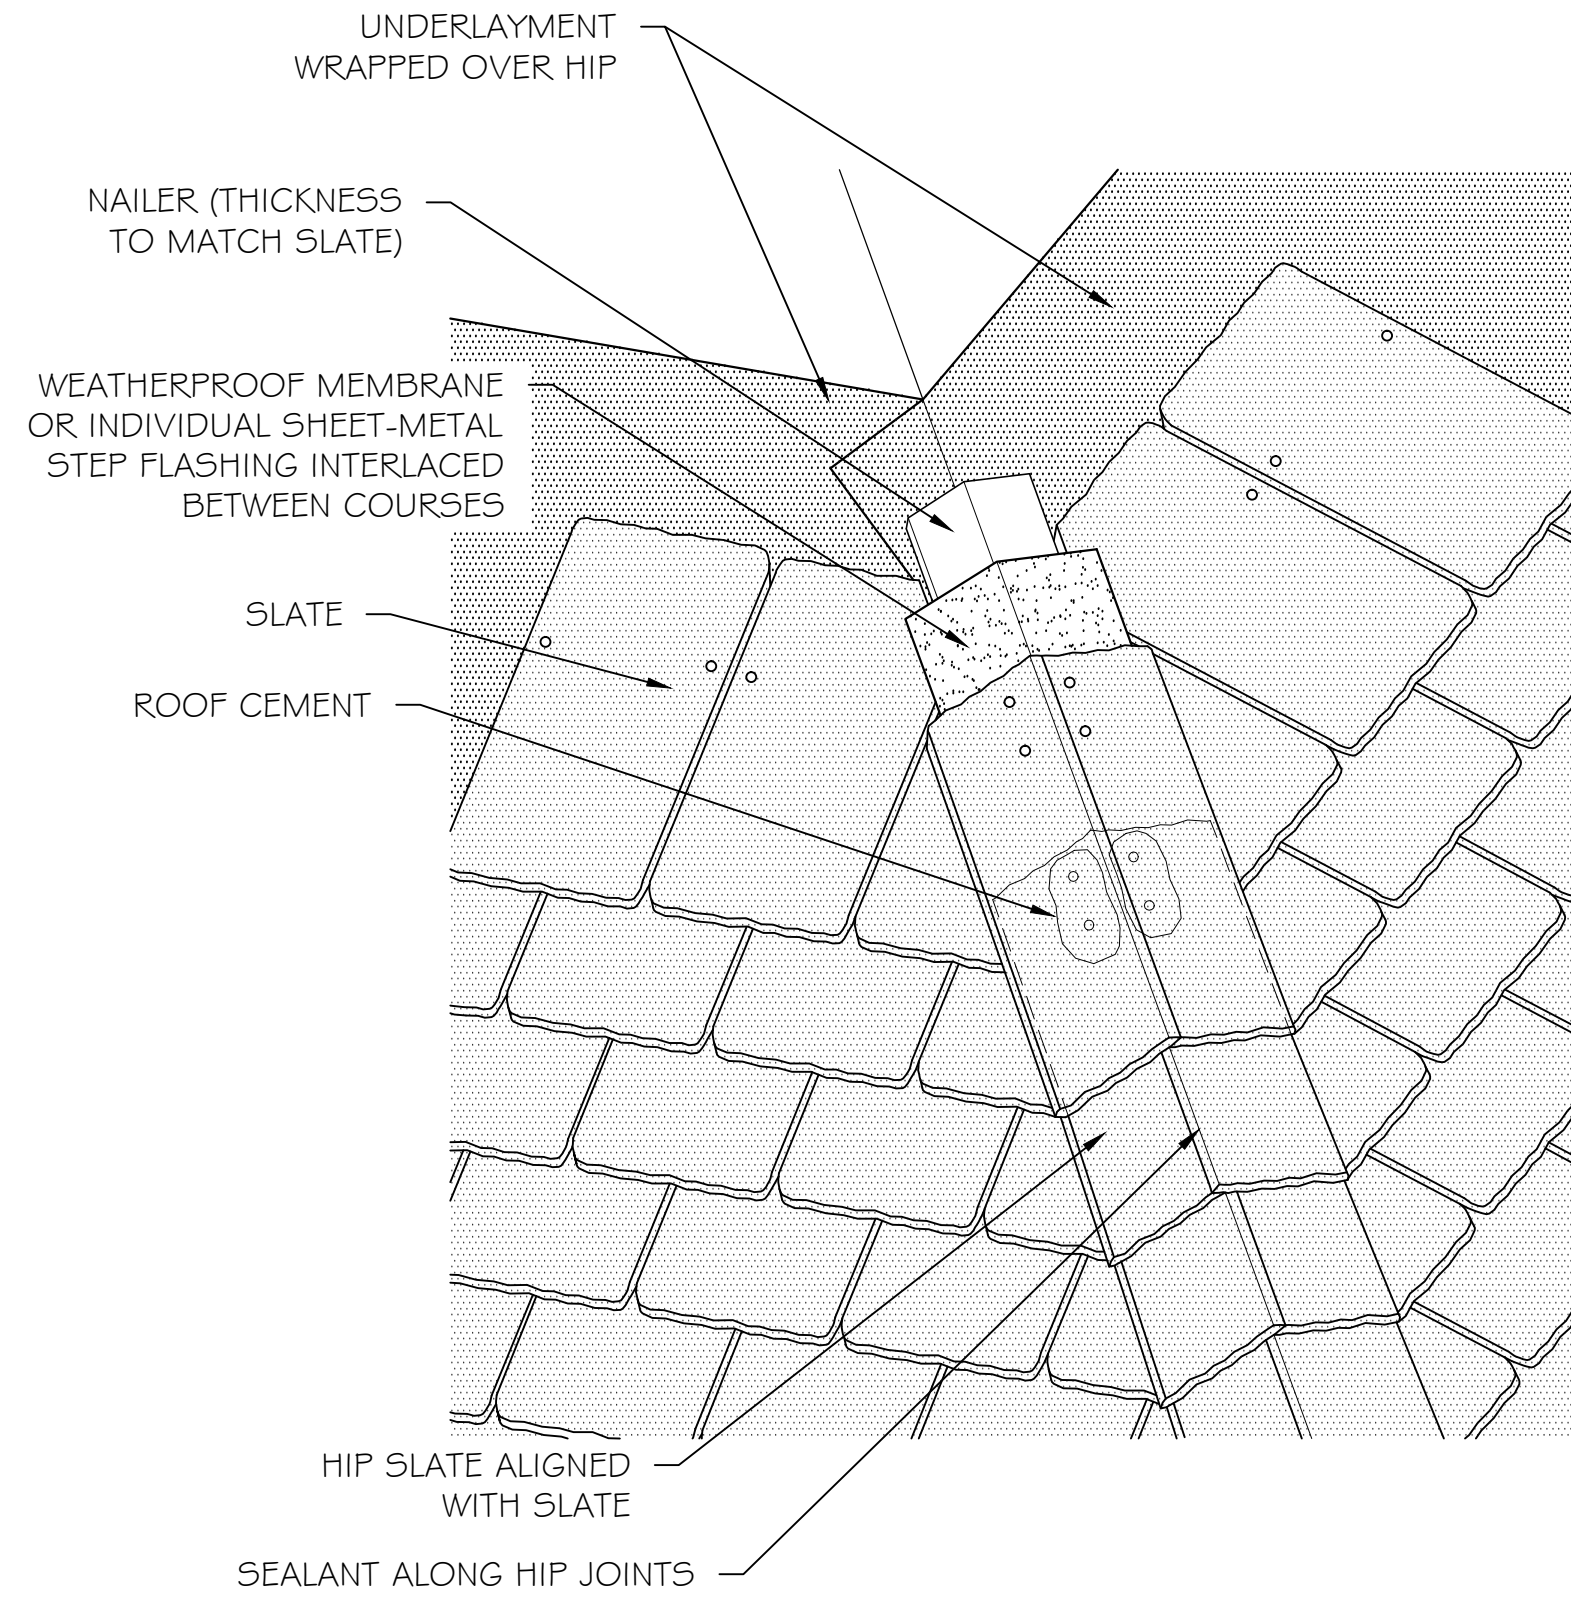 UNDERLAYMENT
WRAPPED OVER HIP
NAILER (THICKNESS
TO MATCH SLATE)
WEATHERPROOF MEMBRANE
OR INDIVIDUAL SHEET-METAL
STEP FLASHING INTERLACED
BETWEEN COURSES
SLATE
ROOF CEMENT
HIP SLATE ALIGNED
WITH SLATE
SEALANT ALONG HIP JOINTS